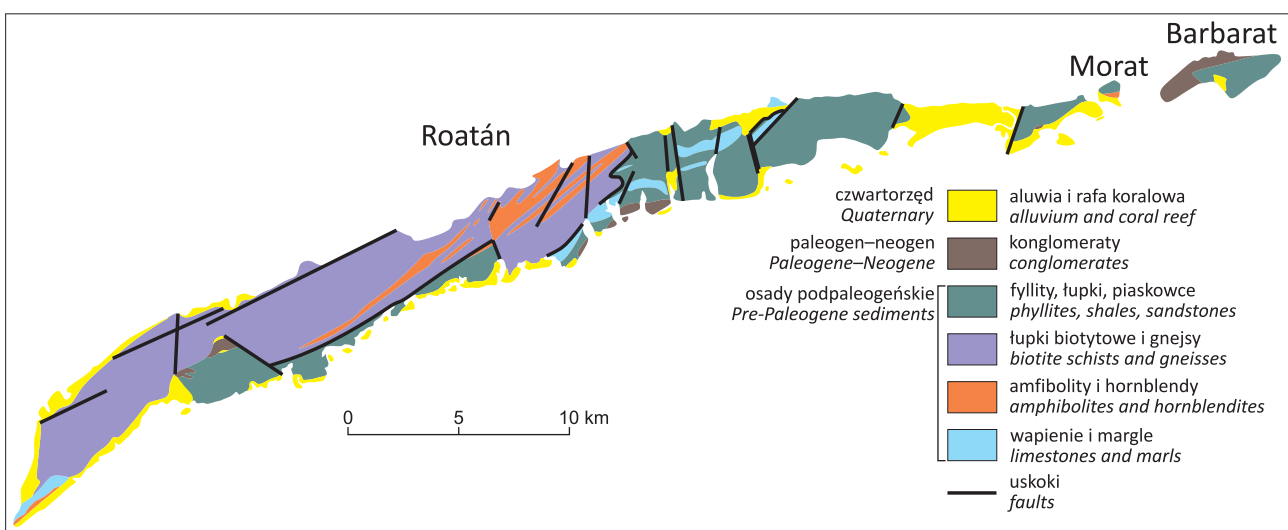 Barbarat
Morat
Roatán
0 5 10 km
czwartorzęd
Quaternary
aluwia i rafa koralowa
alluvium and coral reef
paleogen–neogen
Paleogene–Neogene
konglomeraty
conglomerates
osady podpaleogeńskie
Pre-Paleogene sediments
fyllity, łupki, piaskowce
phyllites, shales, sandstones
łupki biotytowe i gnejsy
biotite schists and gneisses
amfibolity i hornblendy
amphibolites and hornblendites
wapienie i margle
limestones and marls
uskoki
faults